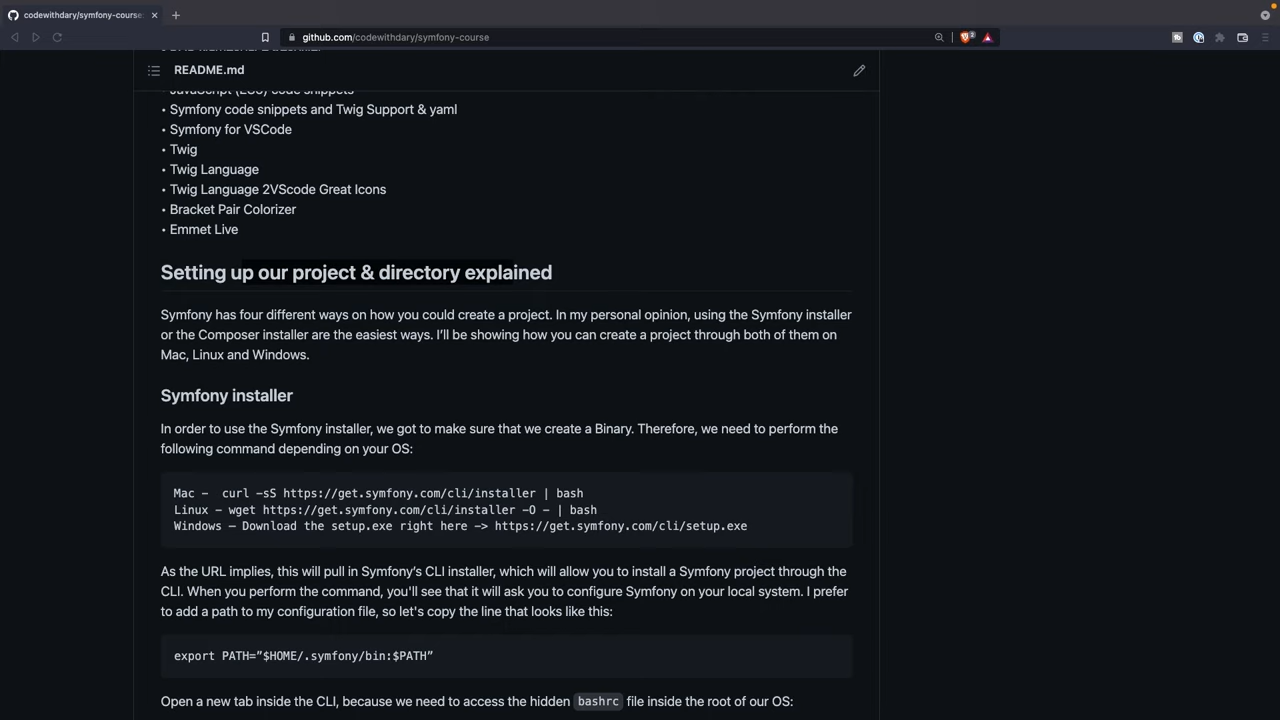 codewithdary/symfony-course:
github.com/codewithdary/symfony-course
README.md
• JavaScript (ES6) code snippets
• Symfony code snippets and Twig Support & yaml
• Symfony for VSCode
• Twig
• Twig Language
• Twig Language 2VScode Great Icons
• Bracket Pair Colorizer
• Emmet Live
Setting up our project & directory explained
Symfony has four different ways on how you could create a project. In my personal opinion, using the Symfony installer
or the Composer installer are the easiest ways. I’ll be showing how you can create a project through both of them on
Mac, Linux and Windows.
Symfony installer
In order to use the Symfony installer, we got to make sure that we create a Binary. Therefore, we need to perform the
following command depending on your OS:
Mac -  curl -sS https://get.symfony.com/cli/installer | bash
Linux - wget https://get.symfony.com/cli/installer -O - | bash
Windows – Download the setup.exe right here -> https://get.symfony.com/cli/setup.exe
As the URL implies, this will pull in Symfony’s CLI installer, which will allow you to install a Symfony project through the
CLI. When you perform the command, you'll see that it will ask you to configure Symfony on your local system. I prefer
to add a path to my configuration file, so let's copy the line that looks like this:
export PATH=”$HOME/.symfony/bin:$PATH”
Open a new tab inside the CLI, because we need to access the hidden bashrc file inside the root of our OS: